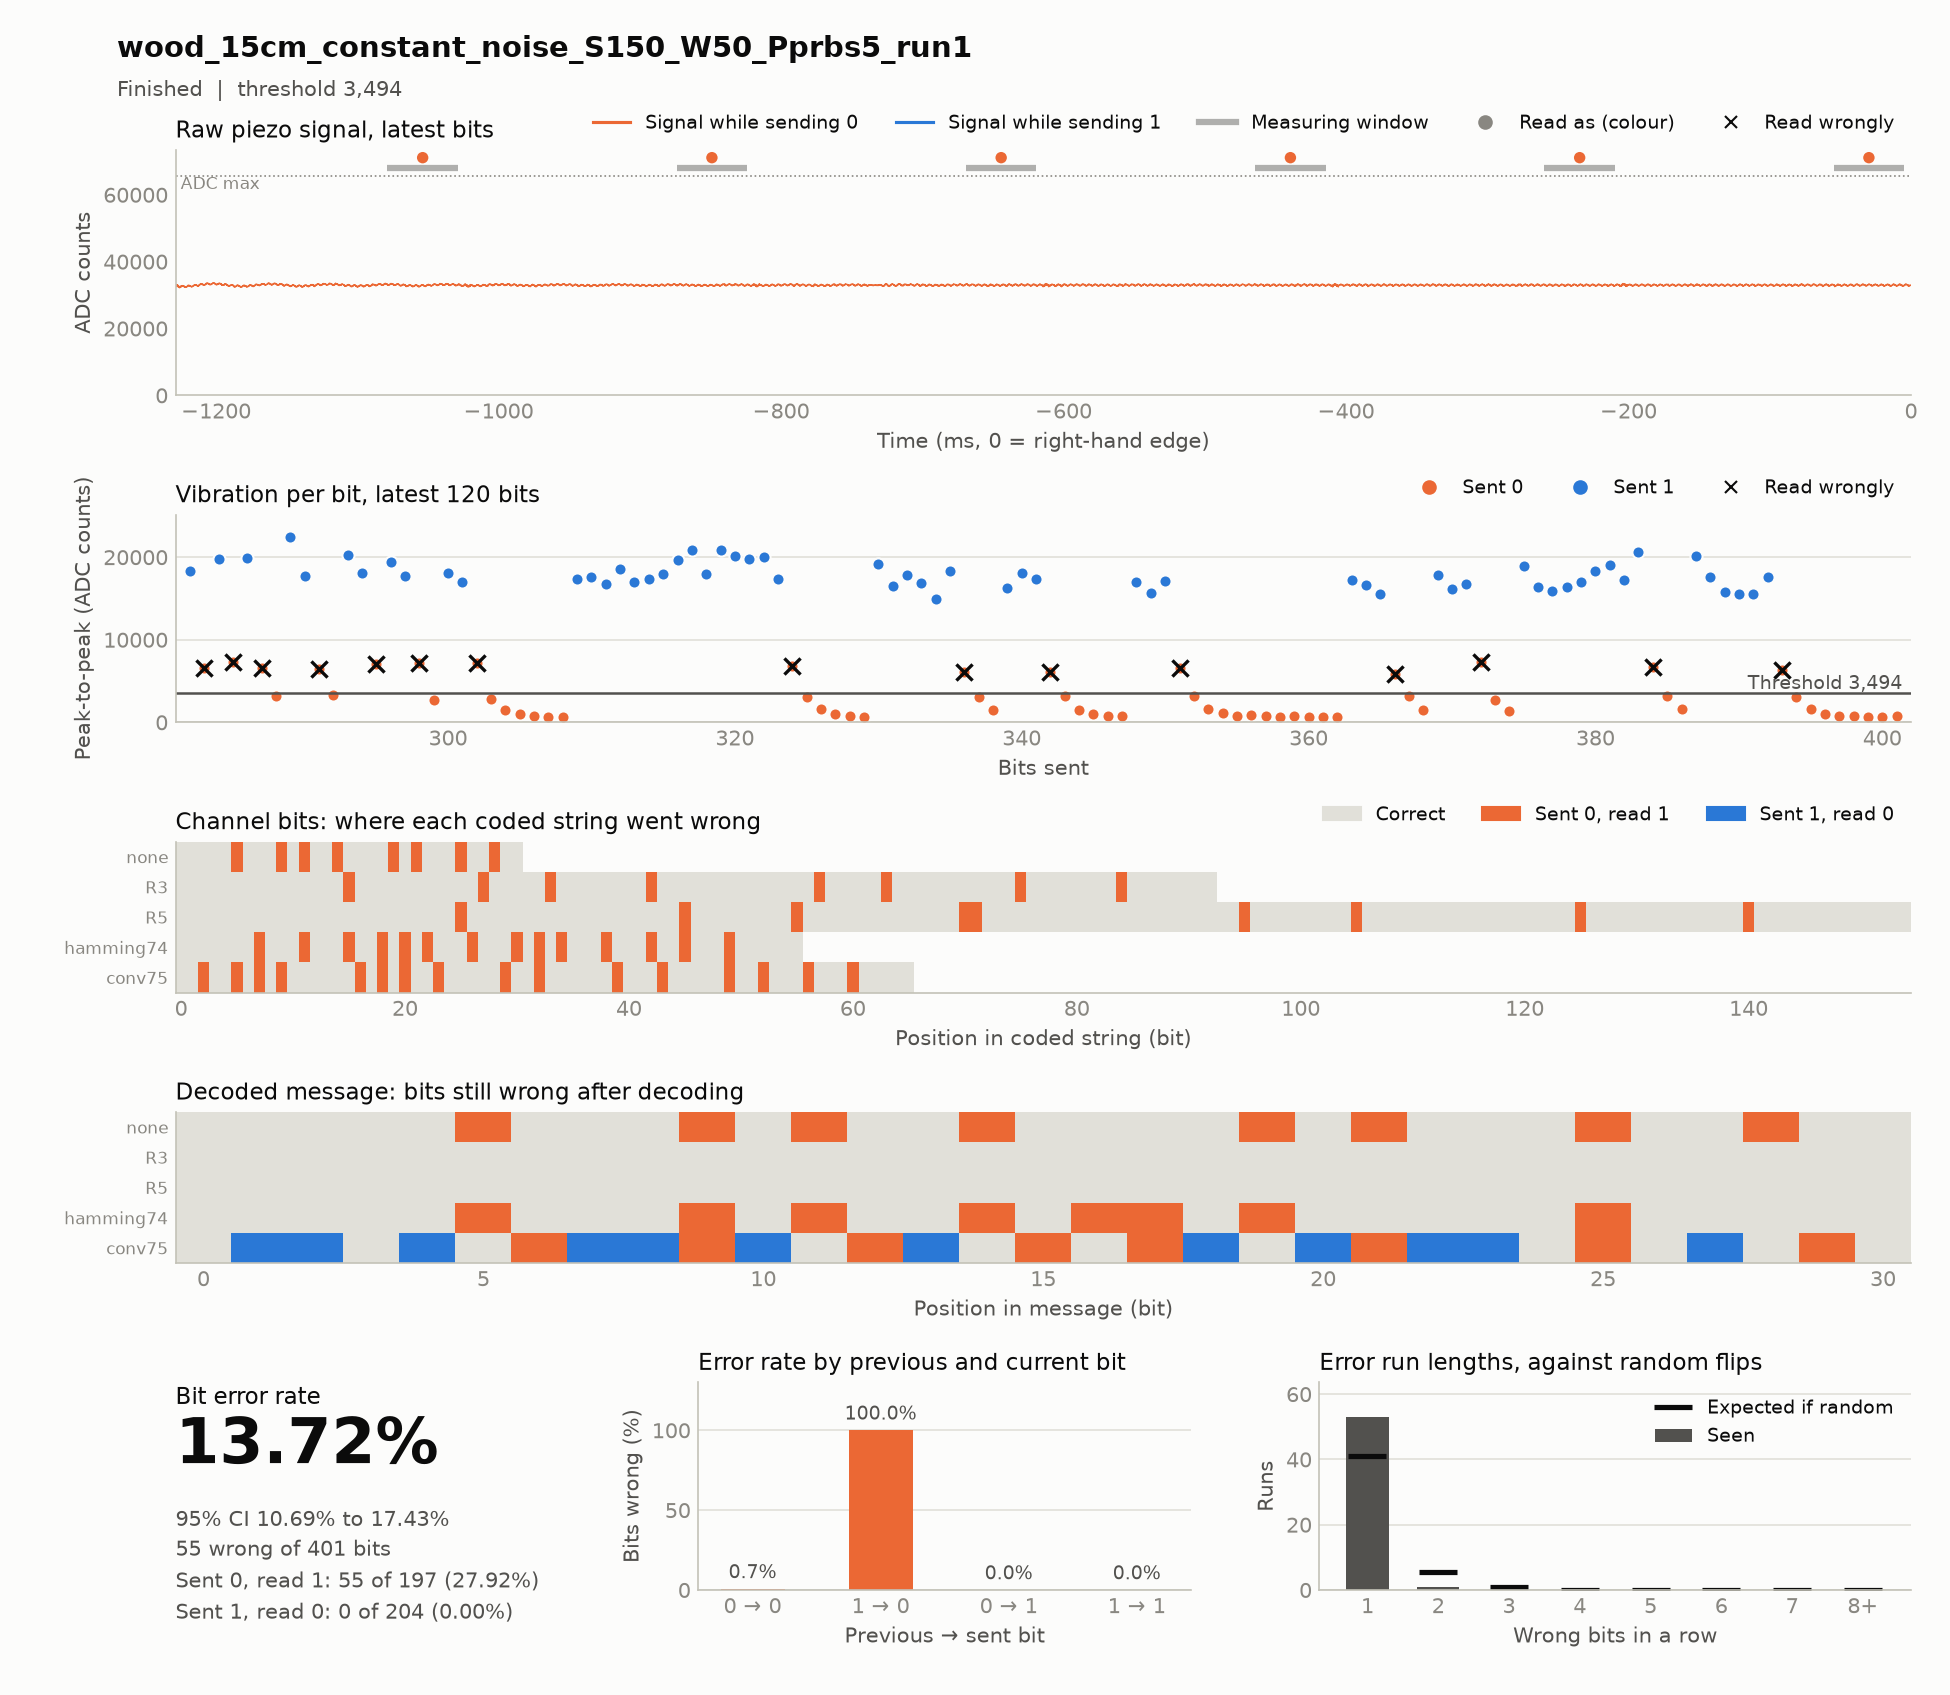 wood_15cm_constant_noise_S150_W50_Pprbs5_run1
Finished | threshold 3,494
Raw piezo signal, latest bits
Signal while sending 0
Signal while sending 1
Measuring window
Read as (colour)
Read wrongly
ADC max
60000
40000
20000
0
ADC counts
−1200
−1000
−800
−600
−400
−200
0
Time (ms, 0 = right-hand edge)
Vibration per bit, latest 120 bits
Sent 0
Sent 1
Read wrongly
Peak-to-peak (ADC counts)
20000
10000
0
Threshold 3,494
300
320
340
360
380
400
Bits sent
Channel bits: where each coded string went wrong
Correct
Sent 0, read 1
Sent 1, read 0
none
R3
R5
hamming74
conv75
0
20
40
60
80
100
120
140
Position in coded string (bit)
Decoded message: bits still wrong after decoding
none
R3
R5
hamming74
conv75
0
5
10
15
20
25
30
Position in message (bit)
Bit error rate
13.72%
95% CI 10.69% to 17.43%
55 wrong of 401 bits
Sent 0, read 1: 55 of 197 (27.92%)
Sent 1, read 0: 0 of 204 (0.00%)
Error rate by previous and current bit
Bits wrong (%)
100
50
0
0.7%
100.0%
0.0%
0.0%
0 → 0
1 → 0
0 → 1
1 → 1
Previous → sent bit
Error run lengths, against random flips
Expected if random
Seen
Runs
60
40
20
0
1
2
3
4
5
6
7
8+
Wrong bits in a row